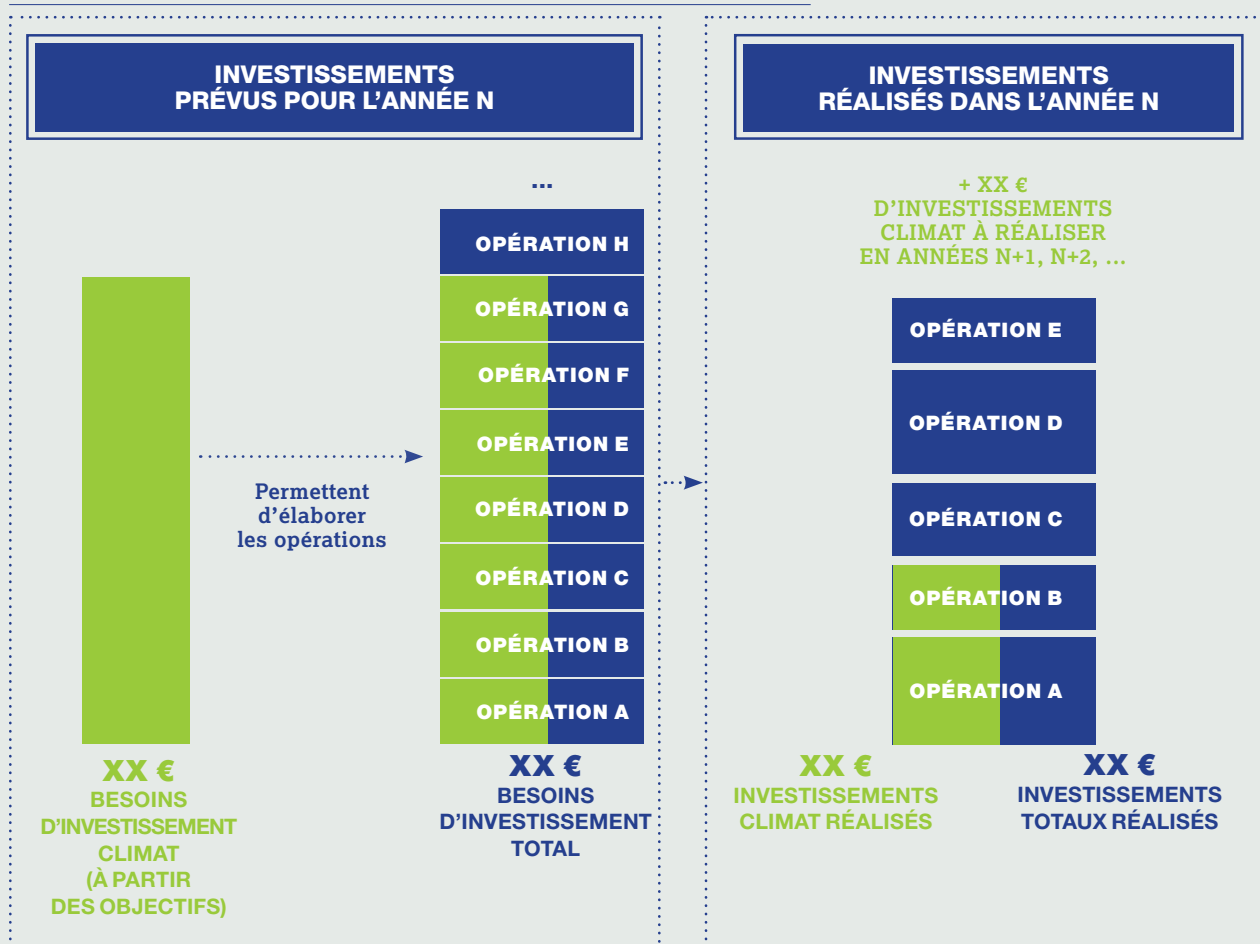 INVESTISSEMENTS
PRÉVUS POUR L'ANNÉE N
...
OPÉRATION H
OPÉRATION G
OPÉRATION F
OPÉRATION E
OPÉRATION D
OPÉRATION C
OPÉRATION B
OPÉRATION A
Permettent
d'élaborer
les opérations
XX €
BESOINS
D'INVESTISSEMENT
CLIMAT
(À PARTIR
DES OBJECTIFS)
XX €
BESOINS
D'INVESTISSEMENT
TOTAL
INVESTISSEMENTS
RÉALISÉS DANS L'ANNÉE N
+ XX €
D'INVESTISSEMENTS
CLIMAT À RÉALISER
EN ANNÉES N+1, N+2, ...
OPÉRATION E
OPÉRATION D
OPÉRATION C
OPÉRATION B
OPÉRATION A
XX €
INVESTISSEMENTS
CLIMAT RÉALISÉS
XX €
INVESTISSEMENTS
TOTAUX RÉALISÉS